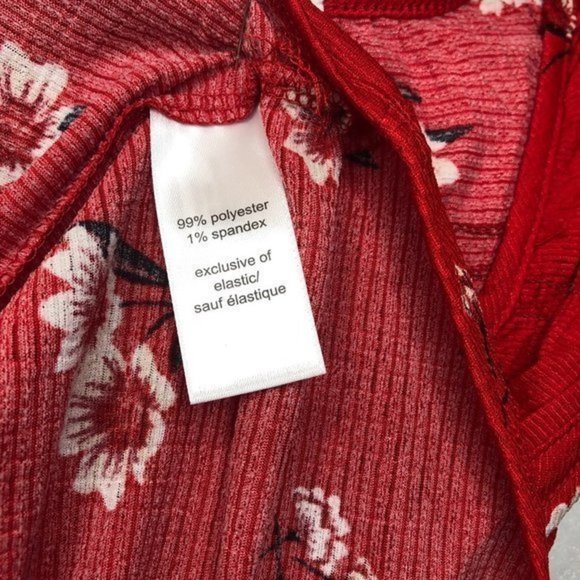 99% polyester
1% spandex
exclusive of
elastic/
sauf élastique